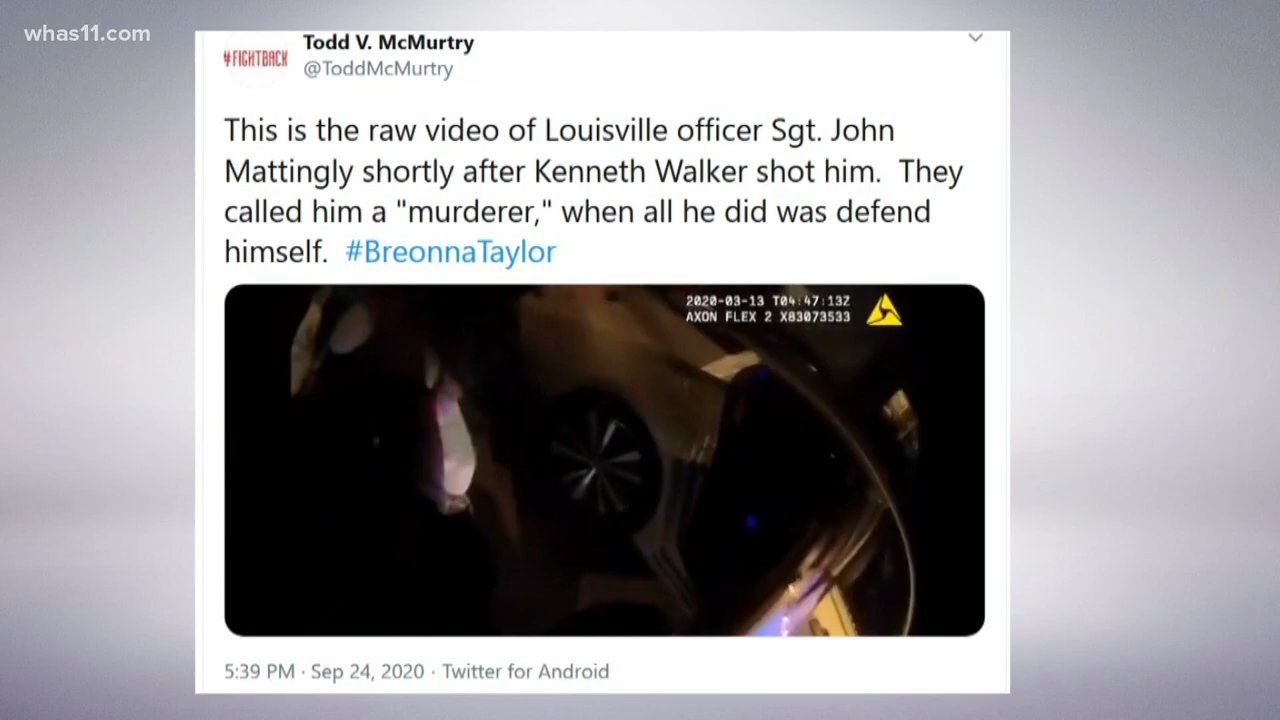 whas11.com
#FIGHTBACK
Todd V. McMurtry
@ToddMcMurtry
This is the raw video of Louisville officer Sgt. John
Mattingly shortly after Kenneth Walker shot him.  They
called him a "murderer," when all he did was defend
himself.  #BreonnaTaylor
2020-03-13 T04:47:13Z
AXON FLEX 2 X83073533
5:39 PM · Sep 24, 2020 · Twitter for Android